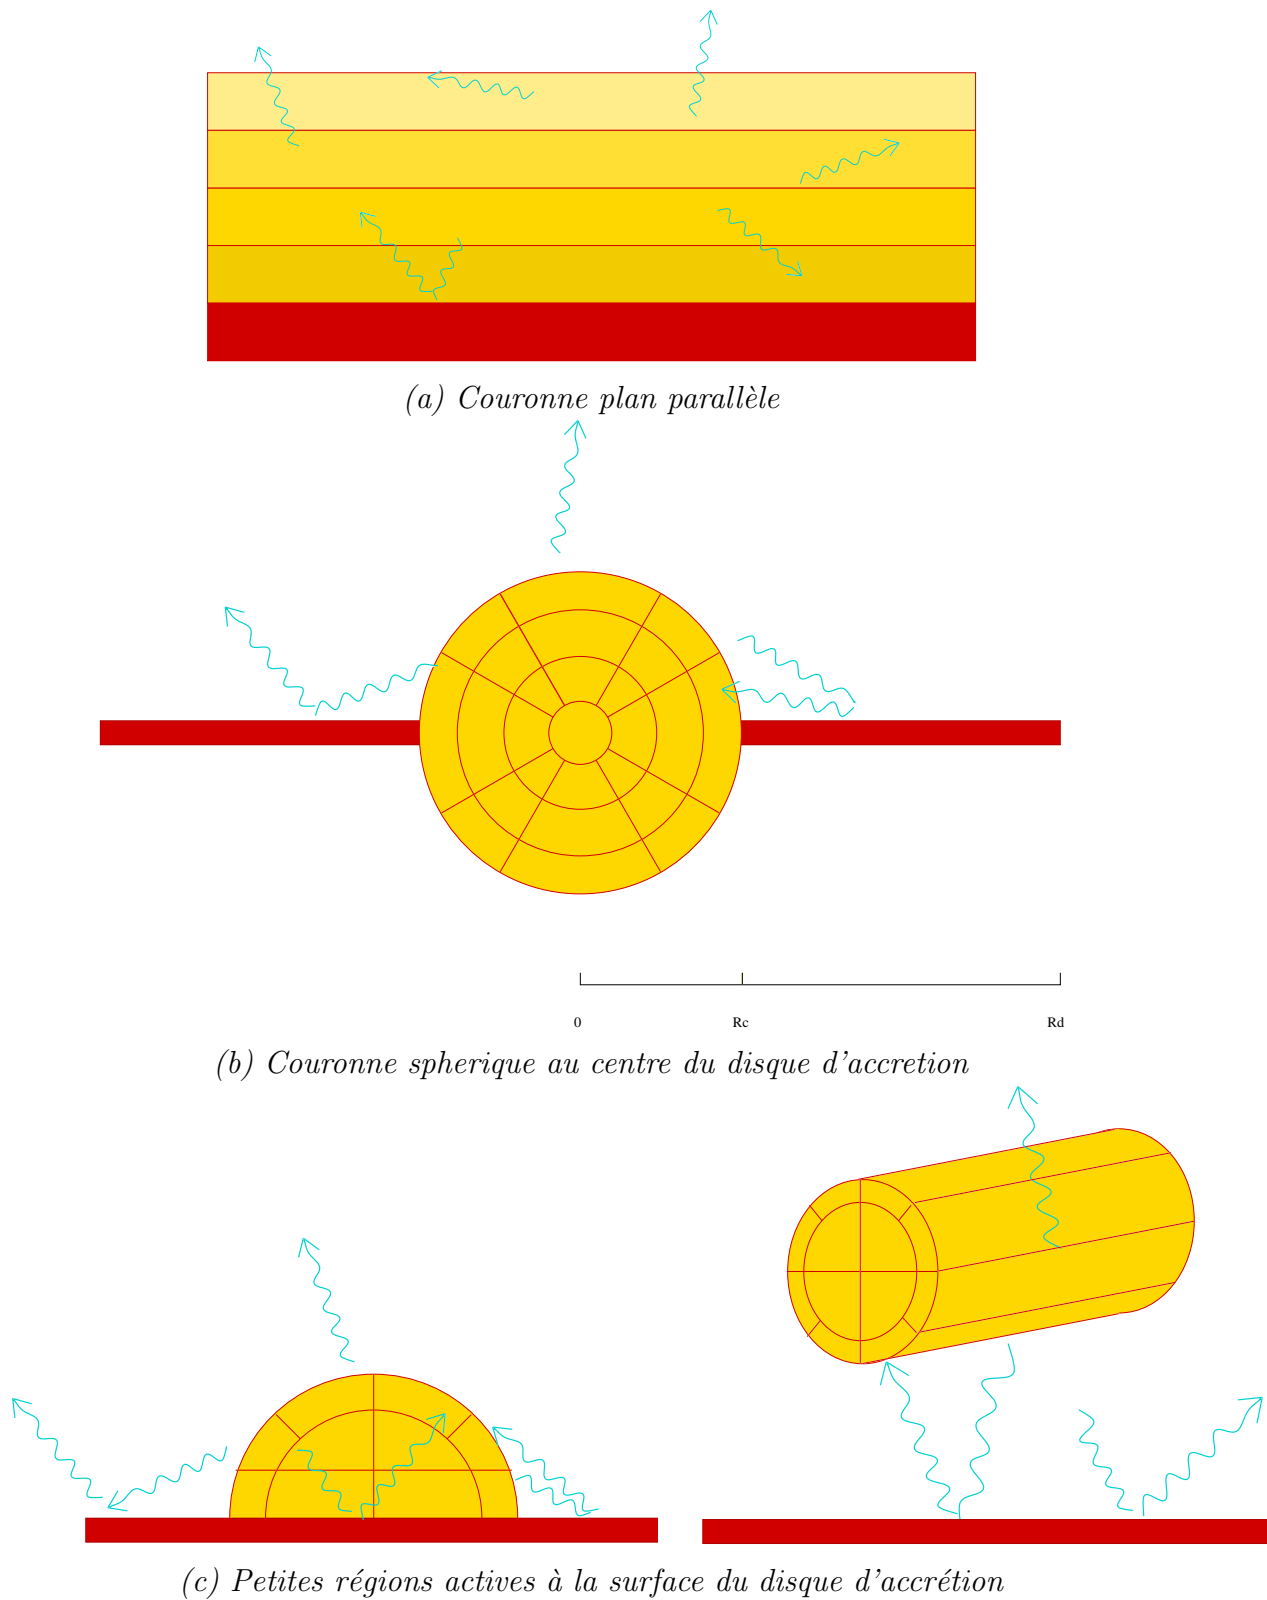 (a) Couronne plan parallèle
0 Rc Rd
(b) Couronne spherique au centre du disque d'accretion
(c) Petites régions actives à la surface du disque d'accrétion